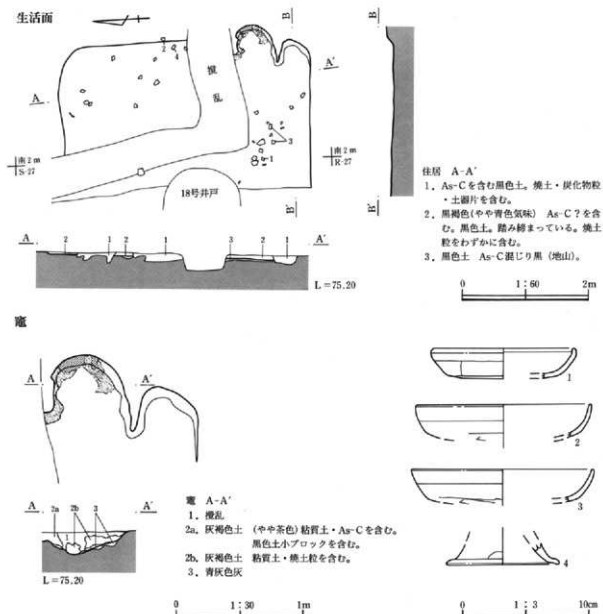 生活面
B
B
2
4
A'
A
撹
乱
3
1
南2m
S-27
南2m
R-27
18号井戸
B'
B'
A
A'
2
1
2
1
3
2
1
L=75.20
住居 A-A'
1. As-Cを含む黒色土。焼土・炭化物粒
・土器片を含む。
2. 黒褐色(やや青色気味) As-C?を含
む。黒色土。踏み締まっている。焼土
粒をわずかに含む。
3. 黒色土 As-C混じり黒(地山)。
0 1:60 2m
竈
A
A'
A
2a
2b
3
A'
1
L=75.20
竈 A-A'
1. 撹乱
2a. 灰褐色土 (やや茶色)粘質土・As-Cを含む。
黒色土小ブロックを含む。
2b. 灰褐色土 粘質土・焼土粒を含む。
3. 青灰色灰
0 1:30 1m
1
2
3
4
0 1:3 10cm